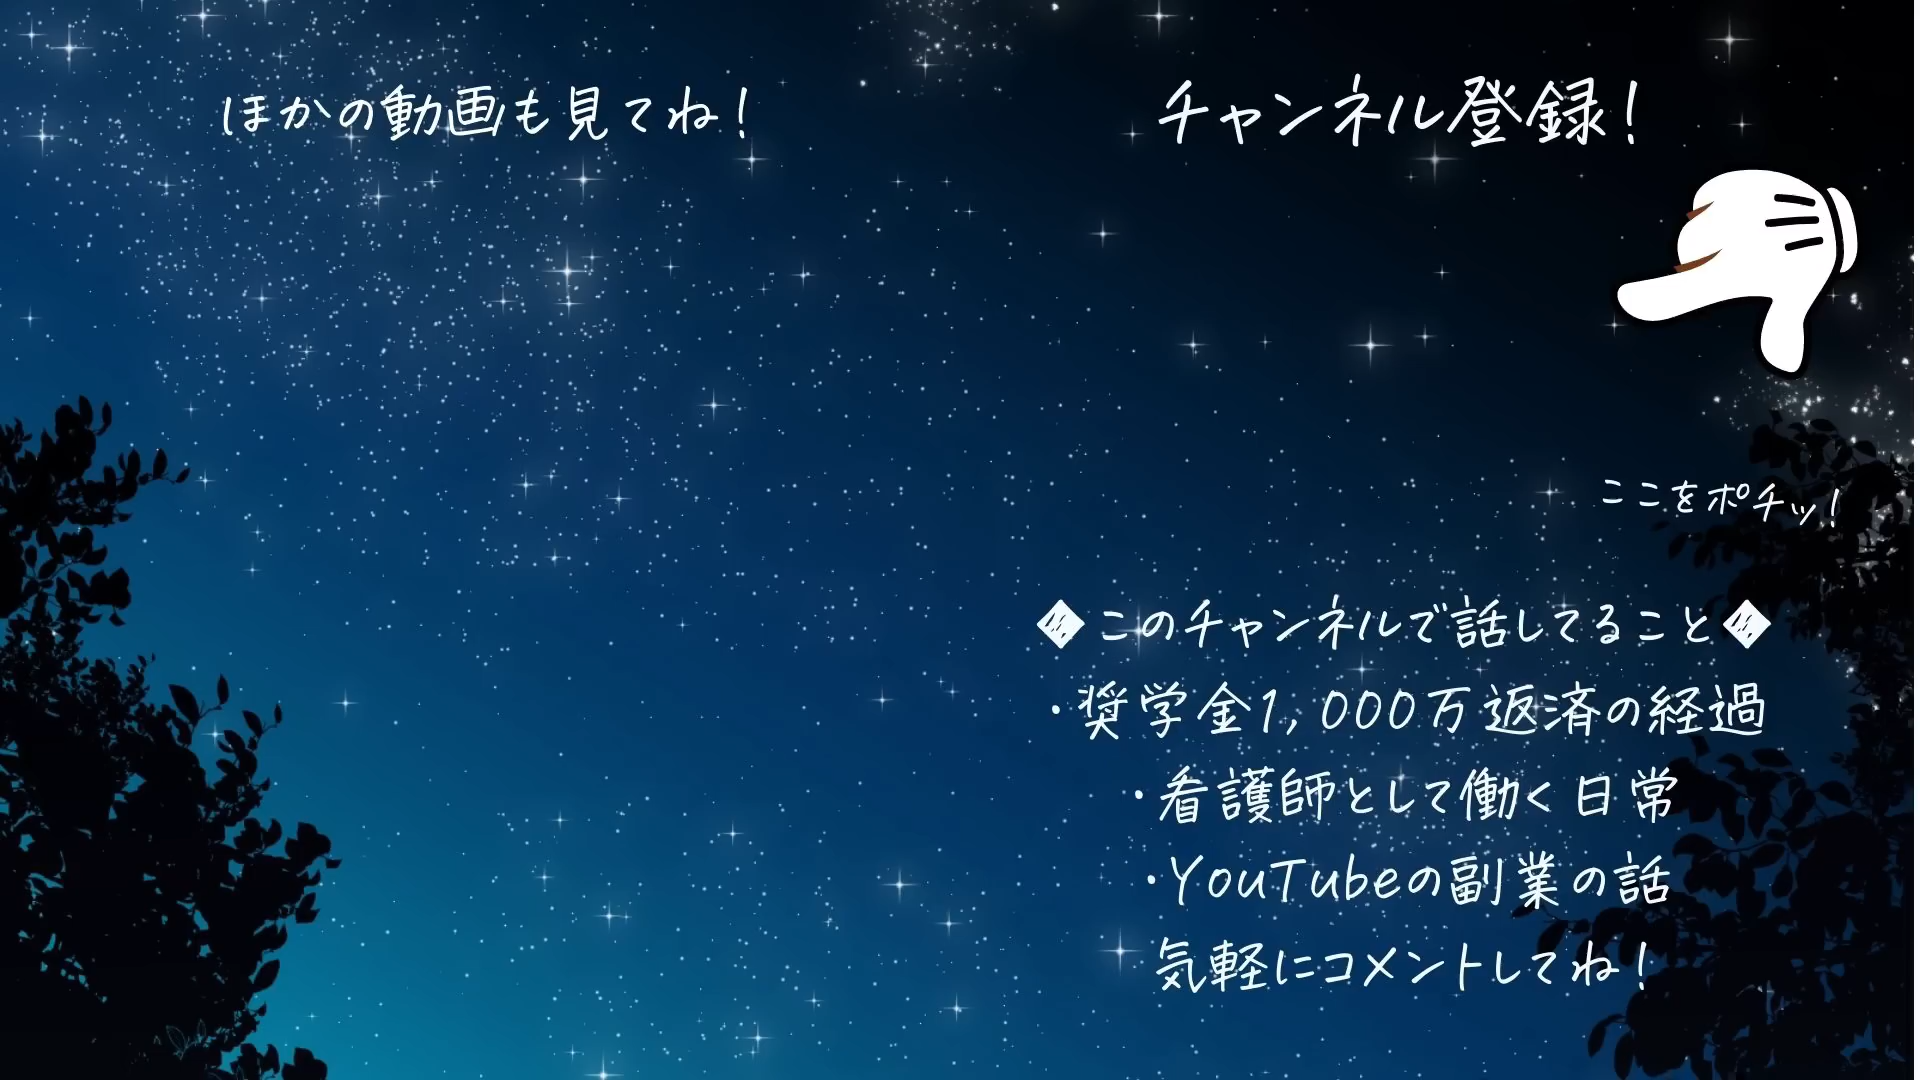 ほかの動画も見てね！
チャンネル登録！
ここをポチッ！
◆このチャンネルで話してること◆
・奨学金1,000万返済の経過
・看護師として働く日常
・YouTubeの副業の話
気軽にコメントしてね！